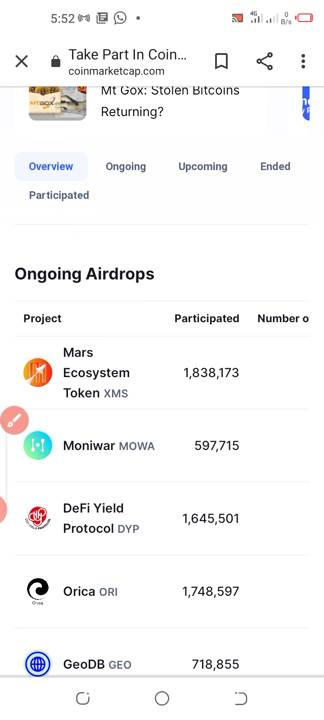 5:52
4G
0
B/s
Take Part In Coin...
coinmarketcap.com
MTGOX
Mt Gox: Stolen Bitcoins
Returning?
Overview
Ongoing
Upcoming
Ended
Participated
Ongoing Airdrops
Project
Participated
Number o
Mars
Ecosystem
Token XMS
1,838,173
Moniwar MOWA
597,715
DeFi Yield
Protocol DYP
1,645,501
Orica
Orica ORI
1,748,597
GeoDB GEO
718,855